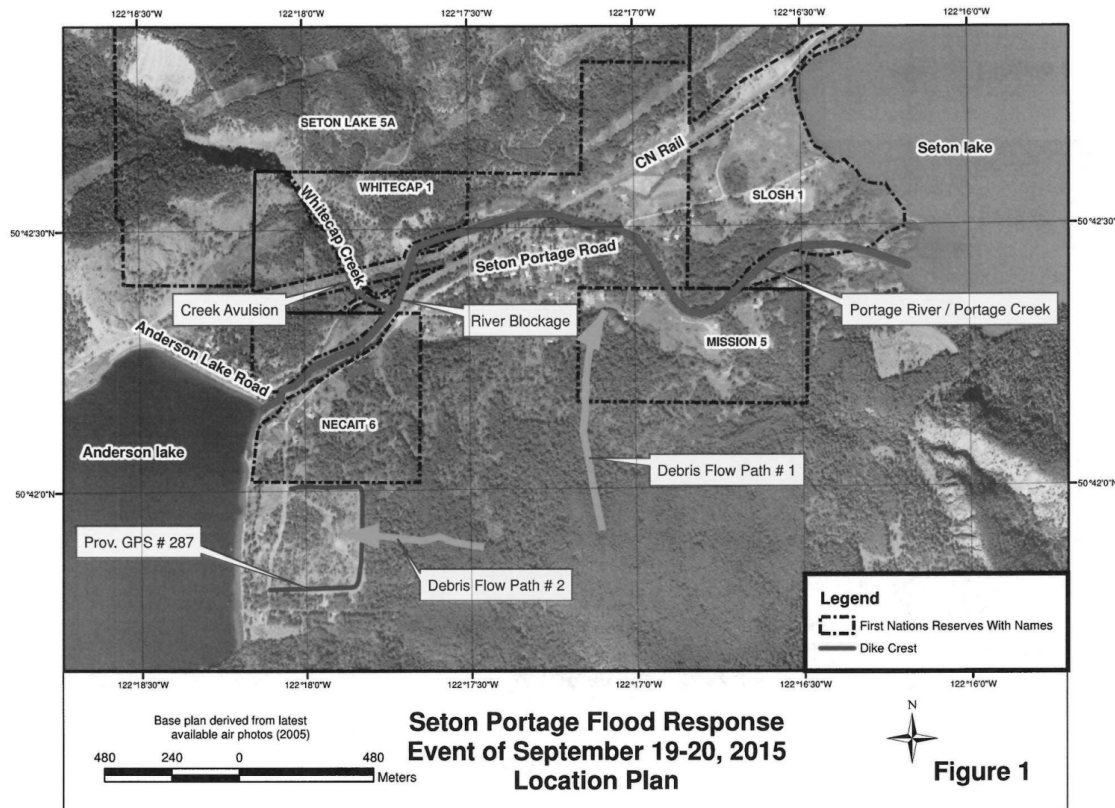 122°18'30"W
122°18'0"W
122°17'30"W
122°17'0"W
122°16'30"W
122°16'0"W
SETON LAKE 5A
CN Rail
Seton lake
WHITECAP 1
SLOSH 1
50°42'30"N
50°42'30"N
Whitecap Creek
Seton Portage Road
Creek Avulsion
River Blockage
Portage River / Portage Creek
MISSION 5
Anderson Lake Road
NECAIT 6
Anderson lake
Debris Flow Path # 1
50°42'0"N
50°42'0"N
Prov. GPS # 287
Debris Flow Path # 2
Legend
First Nations Reserves With Names
Dike Crest
122°18'30"W
122°18'0"W
122°17'30"W
122°17'0"W
122°16'30"W
122°16'0"W
Base plan derived from latest
available air photos (2005)
480
240
0
480
Meters
Seton Portage Flood Response
Event of September 19-20, 2015
Location Plan
N
Figure 1